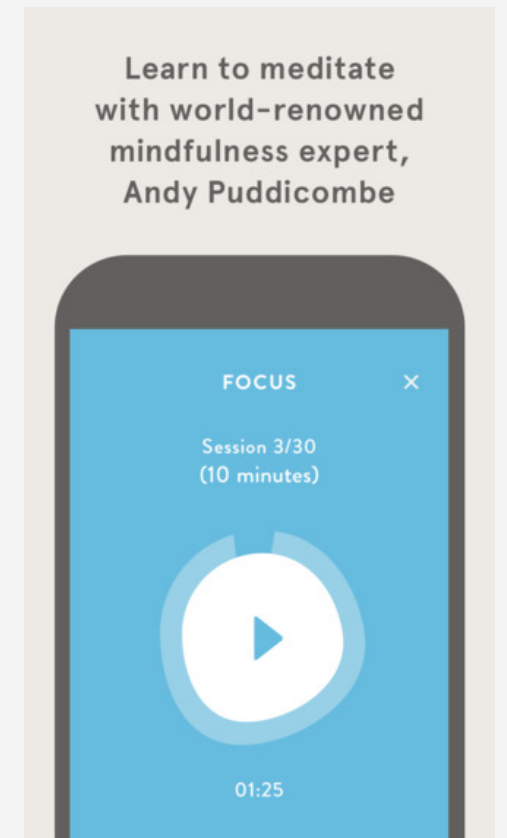 Learn to meditate
with world-renowned
mindfulness expert,
Andy Puddicombe
FOCUS
Session 3/30
(10 minutes)
01:25